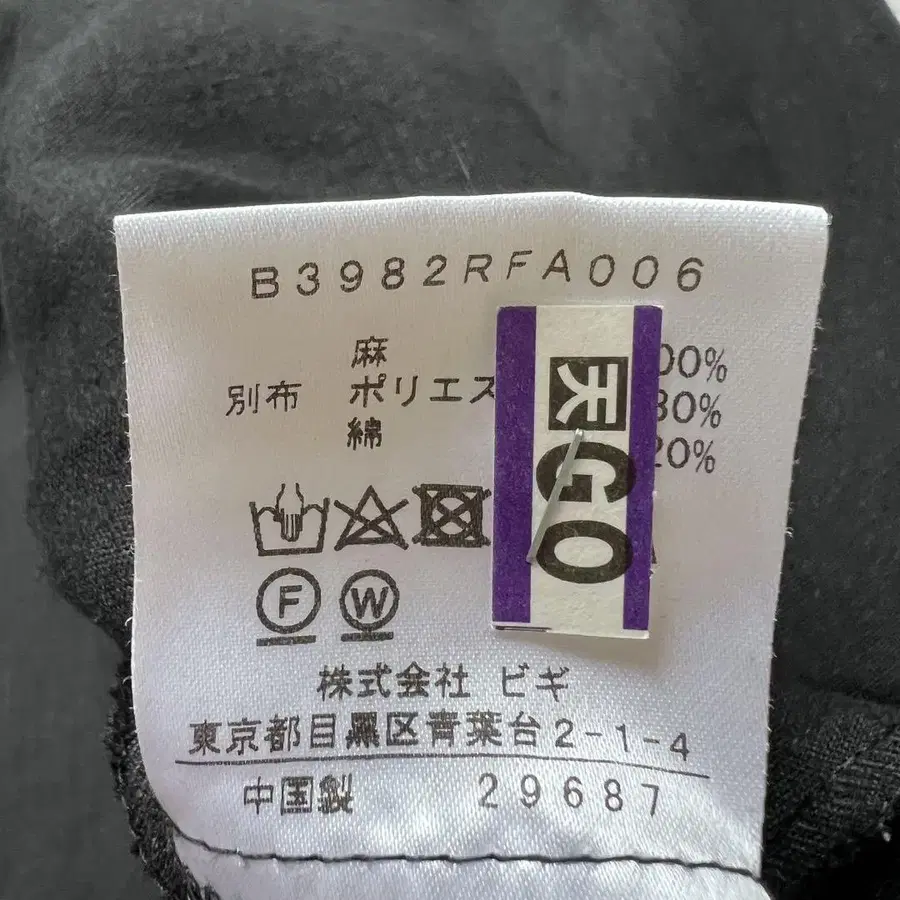 B3982RFA006
麻 00%
別布 ポリエス 80%
綿 20%
F W
天 GO
株式会社 ビギ
東京都目黒区青葉台2-1-4
中国製 29687